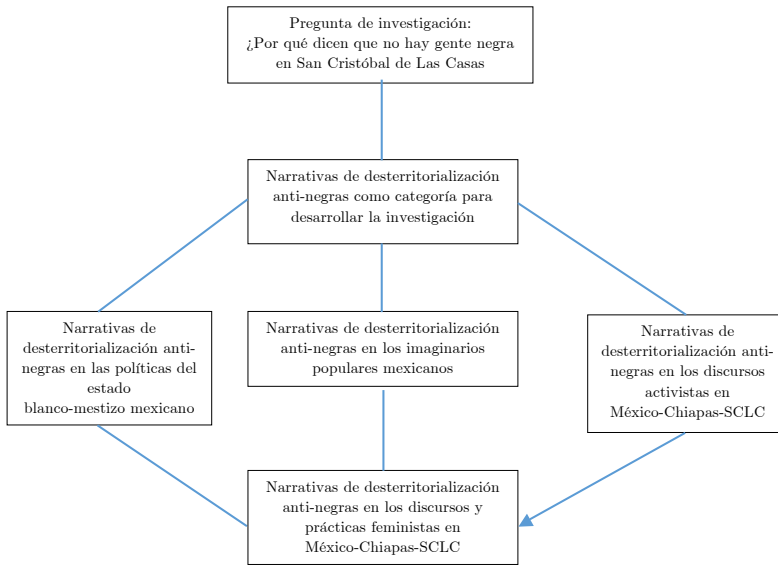 Pregunta de investigación:
¿Por qué dicen que no hay gente negra
en San Cristóbal de Las Casas
Narrativas de desterritorialización
anti-negras como categoría para
desarrollar la investigación
Narrativas de
desterritorialización anti-
negras en las políticas del
estado
blanco-mestizo mexicano
Narrativas de desterritorialización
anti-negras en los imaginarios
populares mexicanos
Narrativas de
desterritorialización anti-
negras en los discursos
activistas en
México-Chiapas-SCLC
Narrativas de desterritorialización
anti-negras en los discursos y
prácticas feministas en
México-Chiapas-SCLC